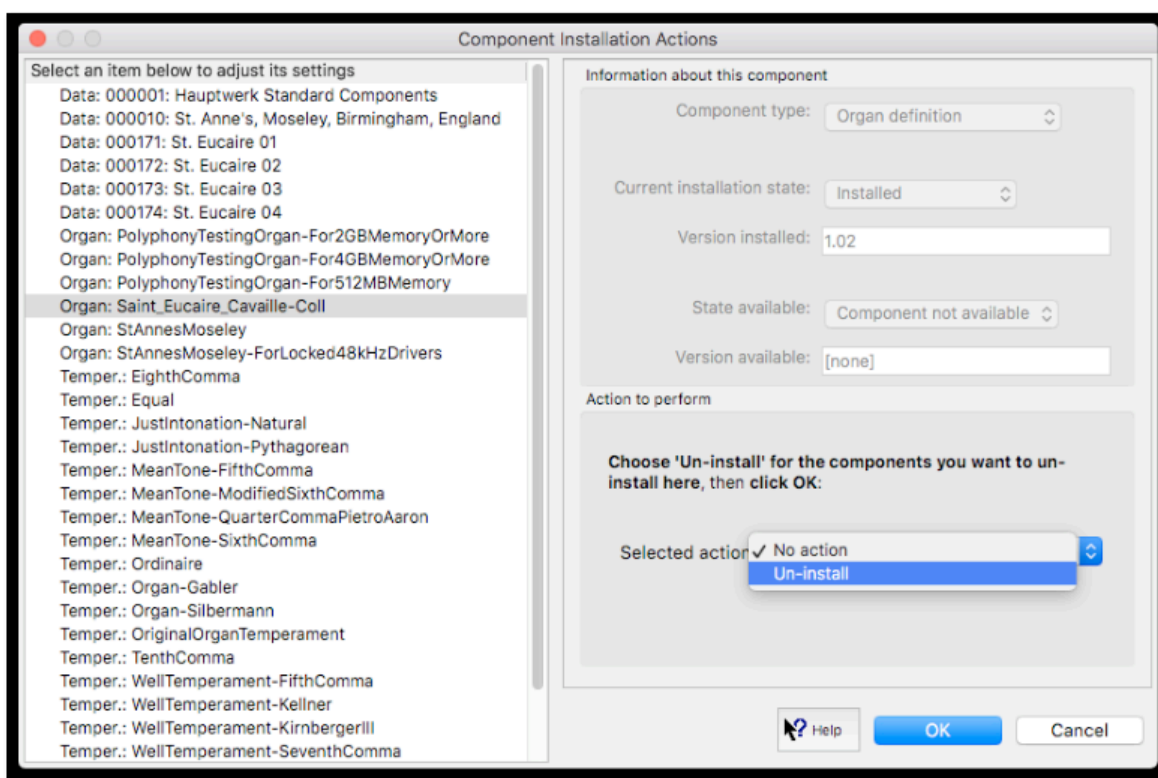 Component Installation Actions
Select an item below to adjust its settings
Data: 000001: Hauptwerk Standard Components
Data: 000010: St. Anne's, Moseley, Birmingham, England
Data: 000171: St. Eucaire 01
Data: 000172: St. Eucaire 02
Data: 000173: St. Eucaire 03
Data: 000174: St. Eucaire 04
Organ: PolyphonyTestingOrgan-For2GBMemoryOrMore
Organ: PolyphonyTestingOrgan-For4GBMemoryOrMore
Organ: PolyphonyTestingOrgan-For512MBMemory
Organ: Saint_Eucaire_Cavaille-Coll
Organ: StAnnesMoseley
Organ: StAnnesMoseley-ForLocked48kHzDrivers
Temper.: EighthComma
Temper.: Equal
Temper.: JustIntonation-Natural
Temper.: JustIntonation-Pythagorean
Temper.: MeanTone-FifthComma
Temper.: MeanTone-ModifiedSixthComma
Temper.: MeanTone-QuarterCommaPietroAaron
Temper.: MeanTone-SixthComma
Temper.: Ordinaire
Temper.: Organ-Gabler
Temper.: Organ-Silbermann
Temper.: OriginalOrganTemperament
Temper.: TenthComma
Temper.: WellTemperament-FifthComma
Temper.: WellTemperament-Kellner
Temper.: WellTemperament-KirnbergerIII
Temper.: WellTemperament-SeventhComma
Information about this component
Component type: Organ definition
Current installation state: Installed
Version installed: 1.02
State available: Component not available
Version available: [none]
Action to perform
Choose 'Un-install' for the components you want to un-
install here, then click OK:
Selected action ✓ No action
Un-install
? Help OK Cancel